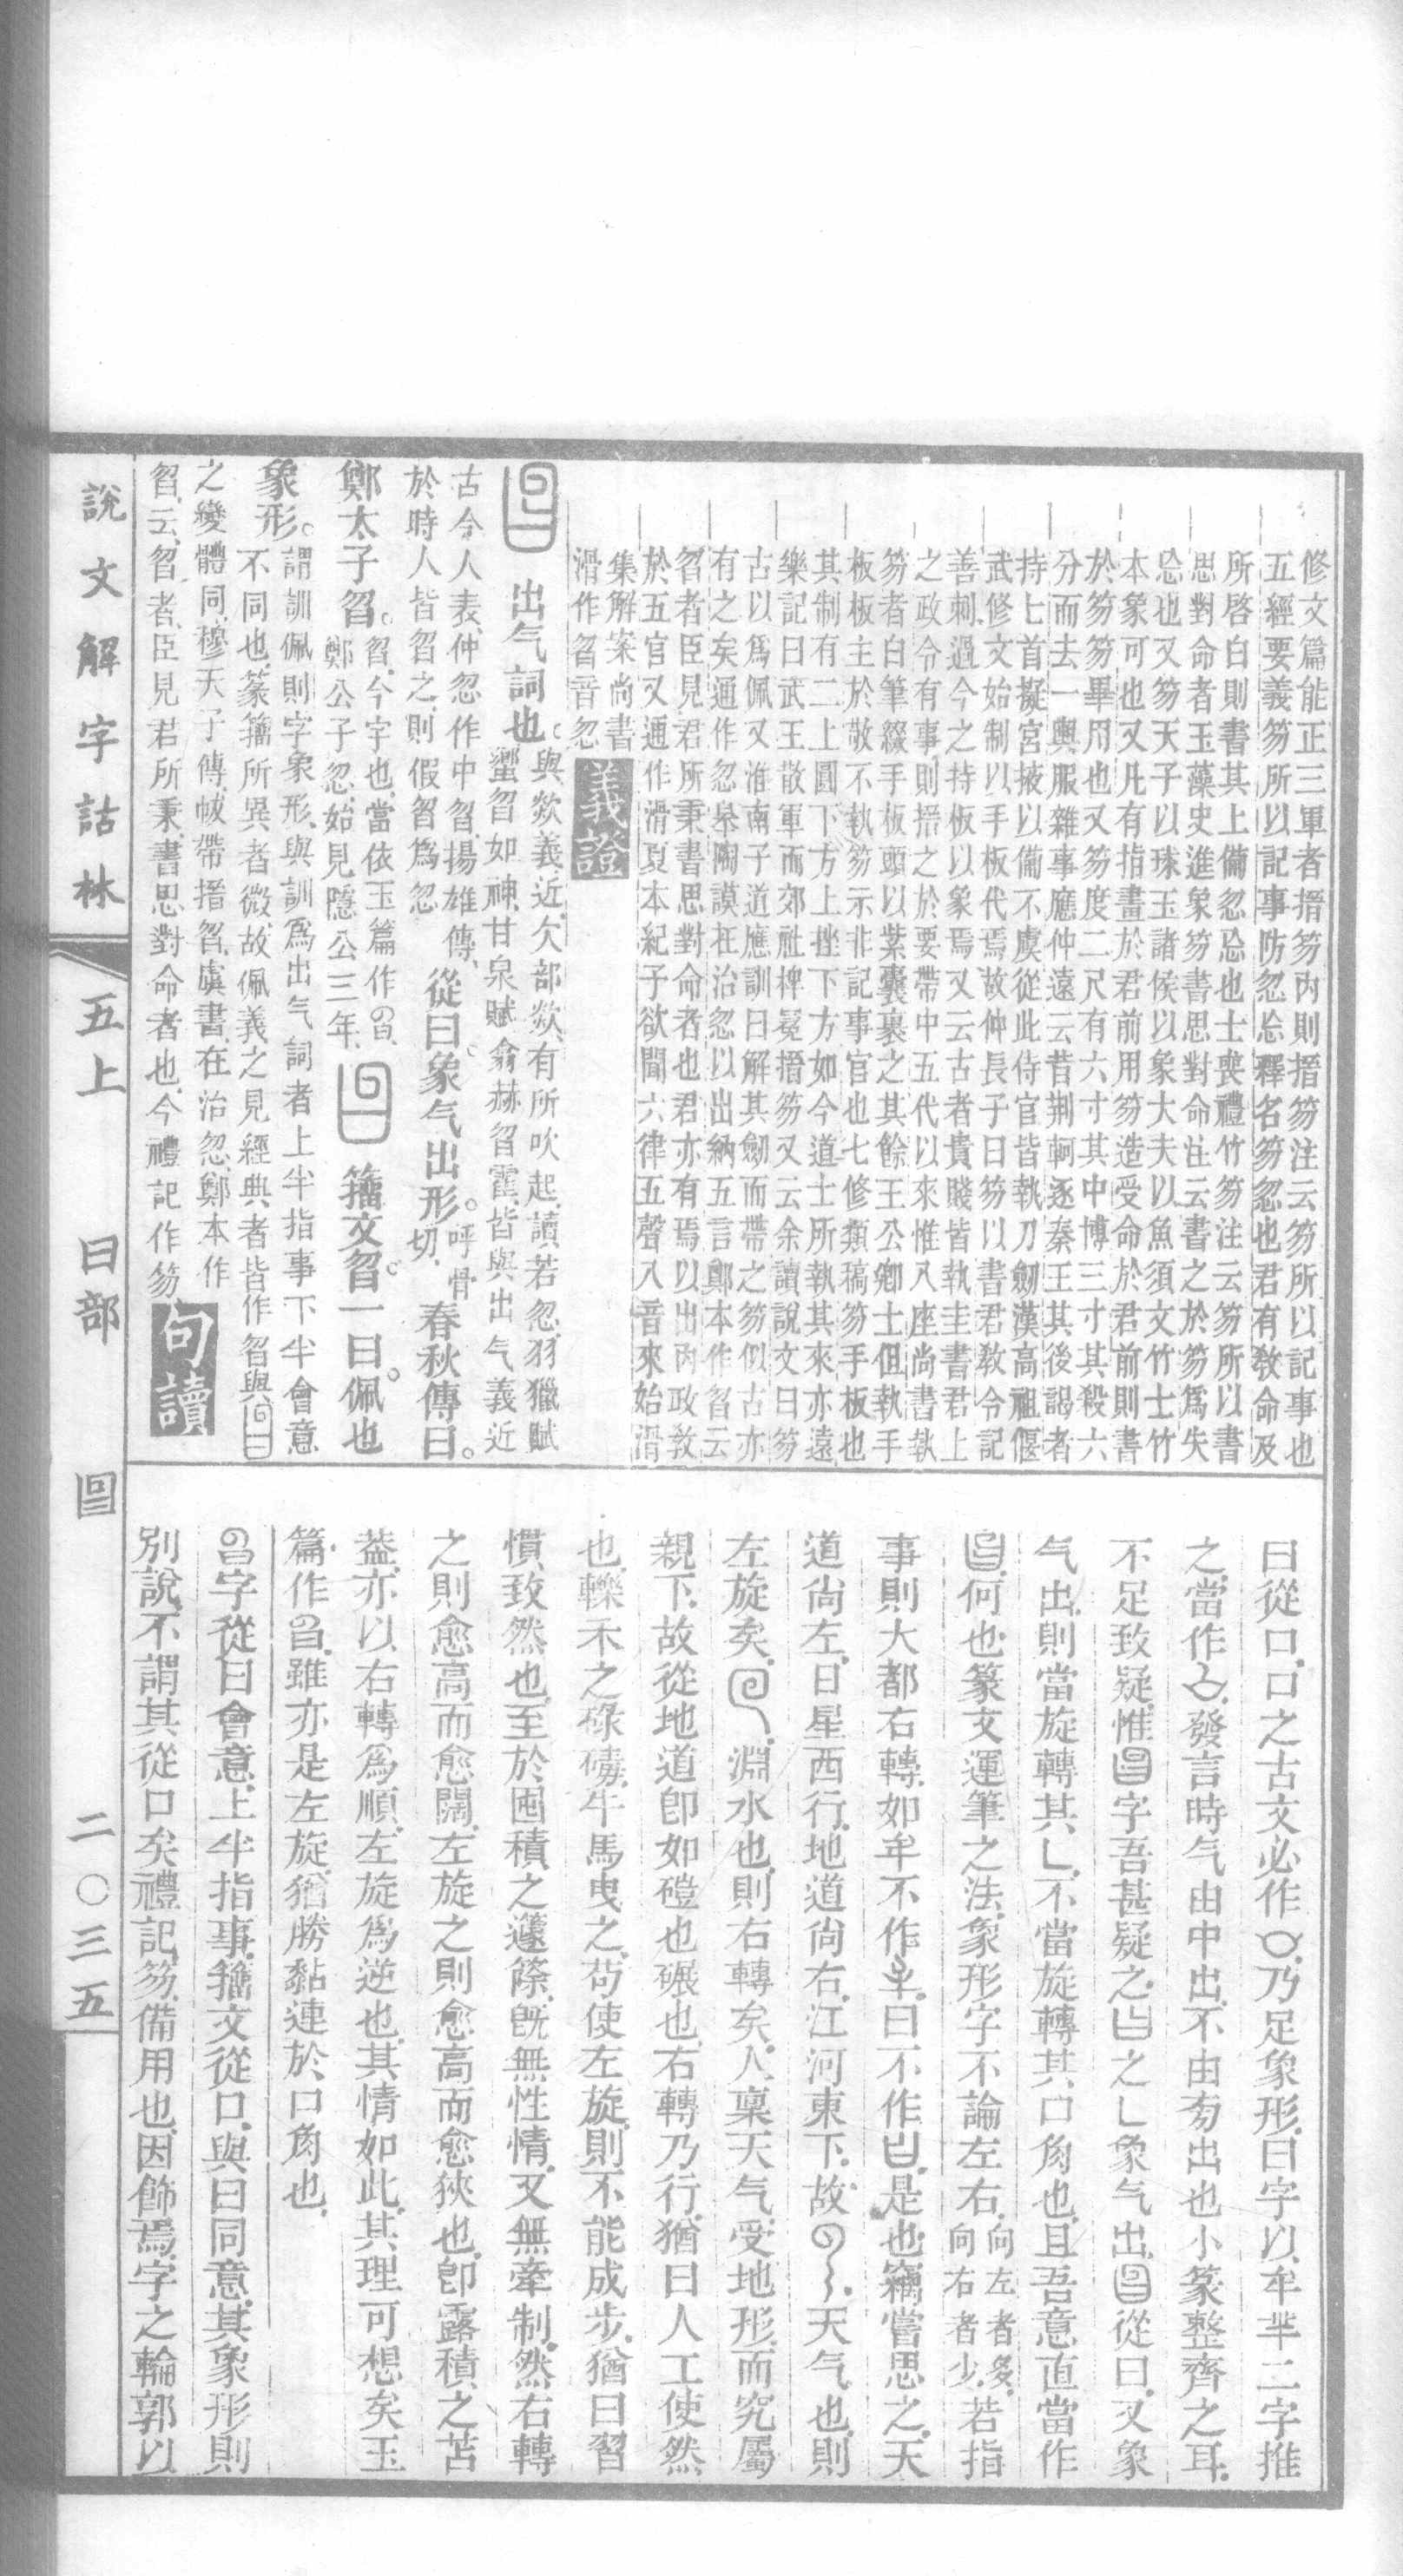 修文篇能正三軍者搢笏內則搢笏注云笏所以記事也
五經要義笏所以記事防忽忘釋名笏忽也君有敎命及
所啓白則書其上備忽忘也士喪禮竹笏注云笏所以書
思對命者玉藻史進象笏書思對命注云書之於笏爲失
忘也又笏天子以球玉諸侯以象大夫以魚須文竹士竹
本象可也又凡有指畫於君前用笏造受命於君前則書
於笏笏畢用也又笏度二尺有六寸其中博三寸其殺六
分而去一輿服雜事應仲遠云昔荆軻逐秦王其後謁者
持匕首擬宮掖以備不虞從此侍官皆執刀劒漢高祖偃
武修文始制以手板代焉故仲長子曰笏以書君敎令記
善刺過今之持板以象焉又云古者貴賤皆執圭書君上
之政令有事則搢之於要帶中五代以來惟八座尚書執
笏者白筆綴手板頭以紫囊裹之其餘王公卿士但執手
板板主於敬不執笏示非記事官也七修類稿笏手板也
其制有二上圓下方上挫下方如今道士所執其來亦遠
樂記曰武王散軍而郊社裨冕搢笏又云余讀說文曰笏
古以爲佩又淮南子道應訓曰解其劒而帶之笏似古亦
有之矣通作忽皋陶謨在治忽以出納五言鄭本作曶云
曶者臣見君所秉書思對命者也君亦有焉以出內政敎
於五官又通作滑夏本紀予欲聞六律五聲八音來始滑
集解案尚書
滑作曶音忽
義證
出气詞也。
與欻義近欠部欻有所吹起讀若忽羽獵賦
蠁曶如神甘泉賦翕赫曶霍皆與出气義近
古今人表仲忽作中曶揚雄傳
於時人皆曶之則假曶爲忽
從曰象气出形。
呼骨
切
春秋傳曰。
鄭太子曶。
曶今字也當依玉篇作㫚
鄭公子忽始見隱公三年
籒文曶一曰。佩也
象形。
謂訓佩則字象形與訓爲出气詞者上半指事下半會意
不同也篆籒所異者微故佩義之見經典者皆作曶與
之變體同穆天子傳帗帶搢曶虞書在治忽鄭本作
曶云曶者臣見君所秉書思對命者也今禮記作笏
句讀
曰從口口之古文必作乃足象形曰字以牟羋二字推
之當作發言時气由中出不由旁出也小篆整齊之耳
不足致疑惟字吾甚疑之之乚象气出從曰又象
气出則當旋轉其乚不當旋轉其口角也且吾意直當作
何也篆文運筆之法象形字不論左右
向左者多
向右者少
若指
事則大都右轉如牟不作曰不作是也竊嘗思之天
道尙左日星西行地道尙右江河東下故天气也則
左旋矣淵水也則右轉矣人稟天气受地形而究屬
親下故從地道卽如磑也碾也右轉乃行猶曰人工使然
也轢禾之碌碡牛馬曳之苟使左旋則不能成步猶曰習
慣致然也至於囤積之籧篨旣無性情又無牽制然右轉
之則愈高而愈闊左旋之則愈高而愈狹也卽露積之苫
葢亦以右轉爲順左旋爲逆也其情如此其理可想矣玉
篇作㫚雖亦是左旋猶勝黏連於口角也
㫚字從曰會意上半指事籒文從口與曰同意其象形則
別說不謂其從口矣禮記笏備用也因飾焉字之輪郭以
說文解字詁林
五上
曰部
二〇三五